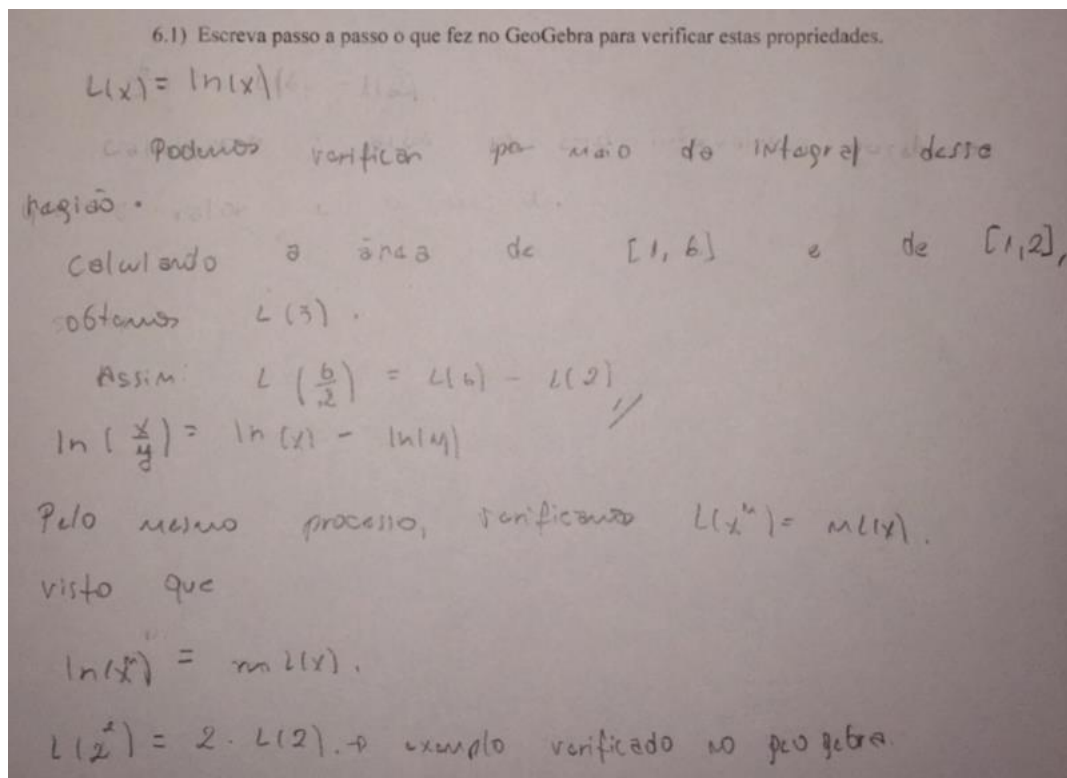 6.1) Escreva passo a passo o que fez no GeoGebra para verificar estas propriedades.
L(x) = ln(x)
Podemos verificar por meio da integral dessa
região.
Calculando a área de [1, 6] e de [1,2],
obtemos L(3).
Assim: L(6/2) = L(6) - L(2)
ln(x/y) = ln(x) - ln(y)
Pelo mesmo processo, verificamos L(x^n) = nL(x).
visto que
ln(x^n) = n L(x).
L(2^2) = 2 . L(2). → exemplo verificado no geogebra.